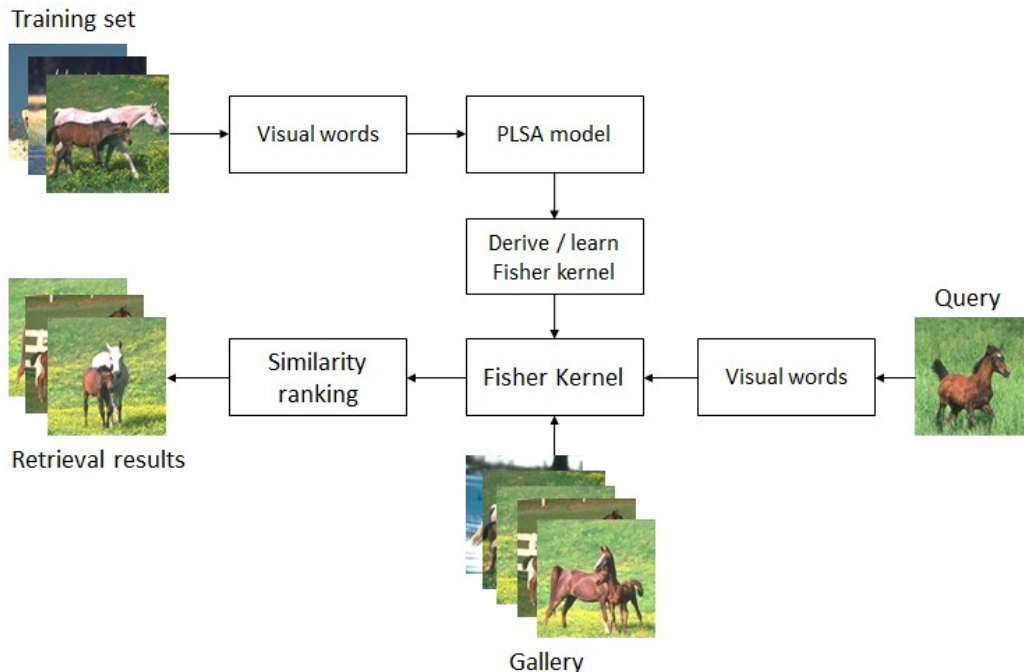 Training set
Visual words
PLSA model
Derive / learn
Fisher kernel
Query
Similarity
ranking
Fisher Kernel
Visual words
Retrieval results
Gallery